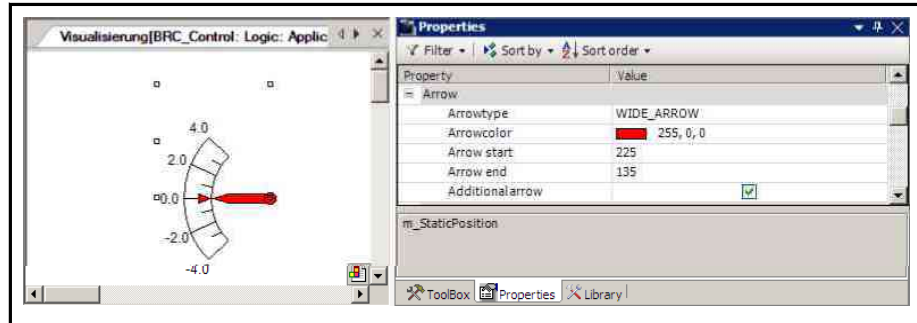 Visualisierung[BRC_Control: Logic: Applic
4.0
2.0
0.0
-2.0
-4.0
Properties
Filter
Sort by
Sort order
Property Value
Arrow
Arrowtype WIDE_ARROW
Arrowcolor 255, 0, 0
Arrow start 225
Arrow end 135
Additionalarrow
m_StaticPosition
ToolBox Properties Library